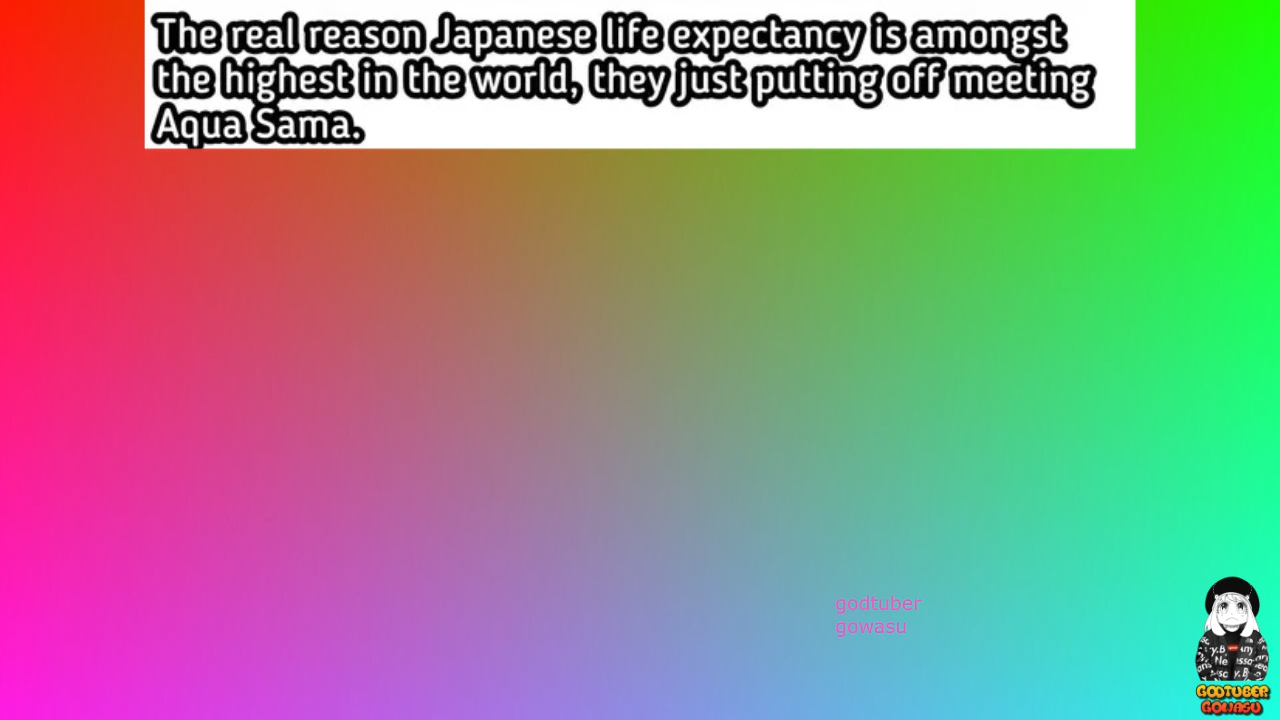 The real reason Japanese life expectancy is amongst
the highest in the world, they just putting off meeting
Aqua Sama.
godtuber
gowasu
GODTUBER
GOWASU